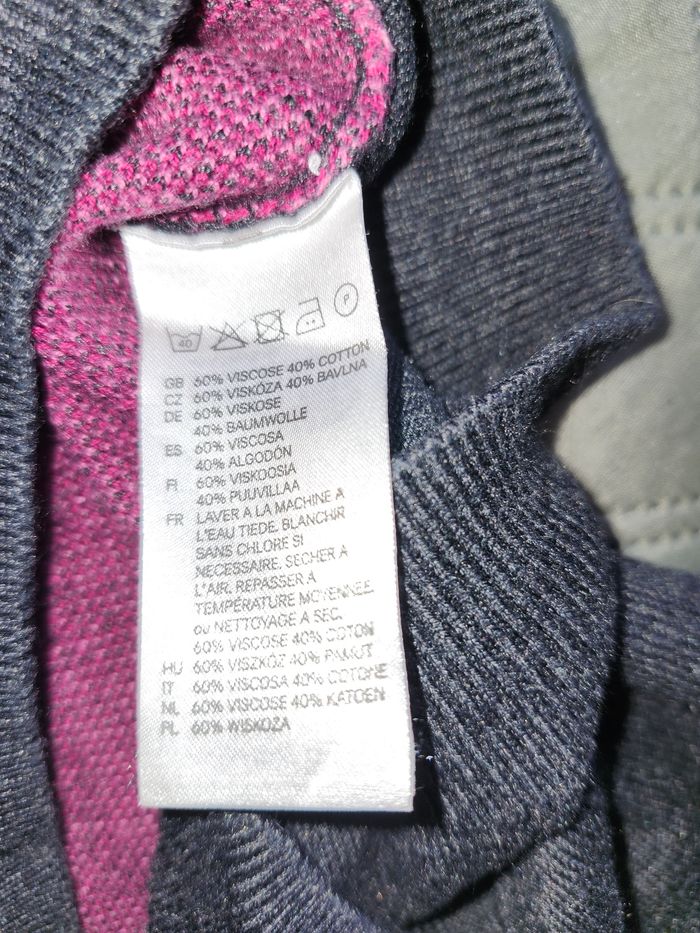 40
P
GB 60% VISCOSE 40% COTTON
CZ 60% VISKÓZA 40% BAVLNA
DE 60% VISKOSE
40% BAUMWOLLE
ES 60% VISCOSA
40% ALGODÓN
FI 60% VISKOOSIA
40% PUUVILLAA
FR LAVER A LA MACHINE A
L'EAU TIEDE. BLANCHIR
SANS CHLORE SI
NECESSAIRE. SECHER A
L'AIR. REPASSER A
TEMPÉRATURE MOYENNEE.
OU NETTOYAGE A SEC.
60% VISCOSE 40% COTON
HU 60% VISZKÓZ 40% PAMUT
IT 60% VISCOSA 40% COTONE
NL 60% VISCOSE 40% KATOEN
PL 60% WISKOZA